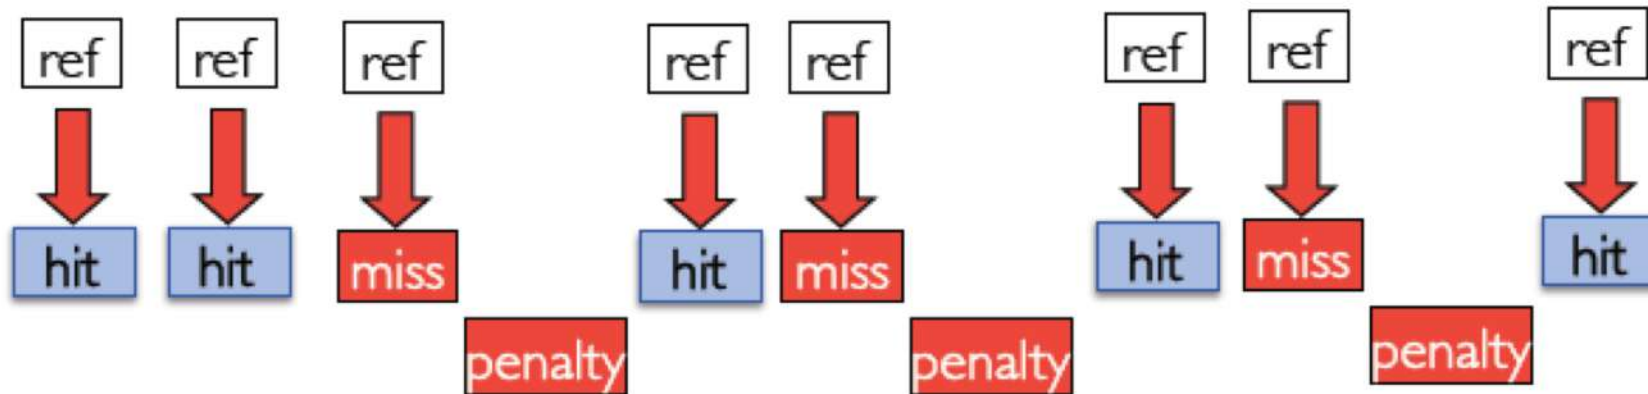 ref ref ref ref ref ref ref ref
hit hit miss hit miss hit miss hit
penalty penalty penalty